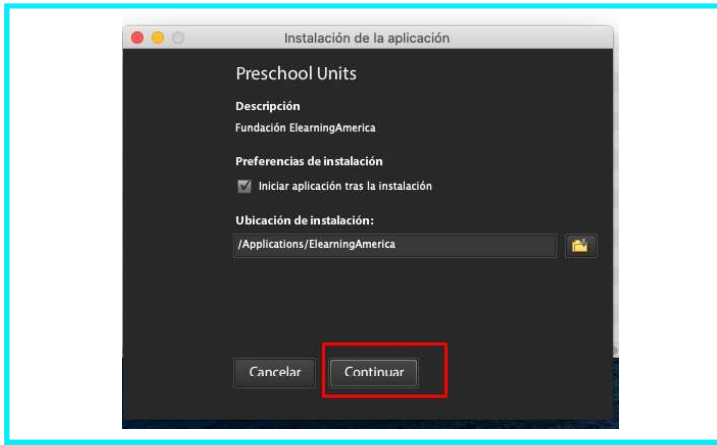 Instalación de la aplicación
Preschool Units
Descripción
Fundación ElearningAmerica
Preferencias de instalación
Iniciar aplicación tras la instalación
Ubicación de instalación:
/Applications/ElearningAmerica
Cancelar
Continuar